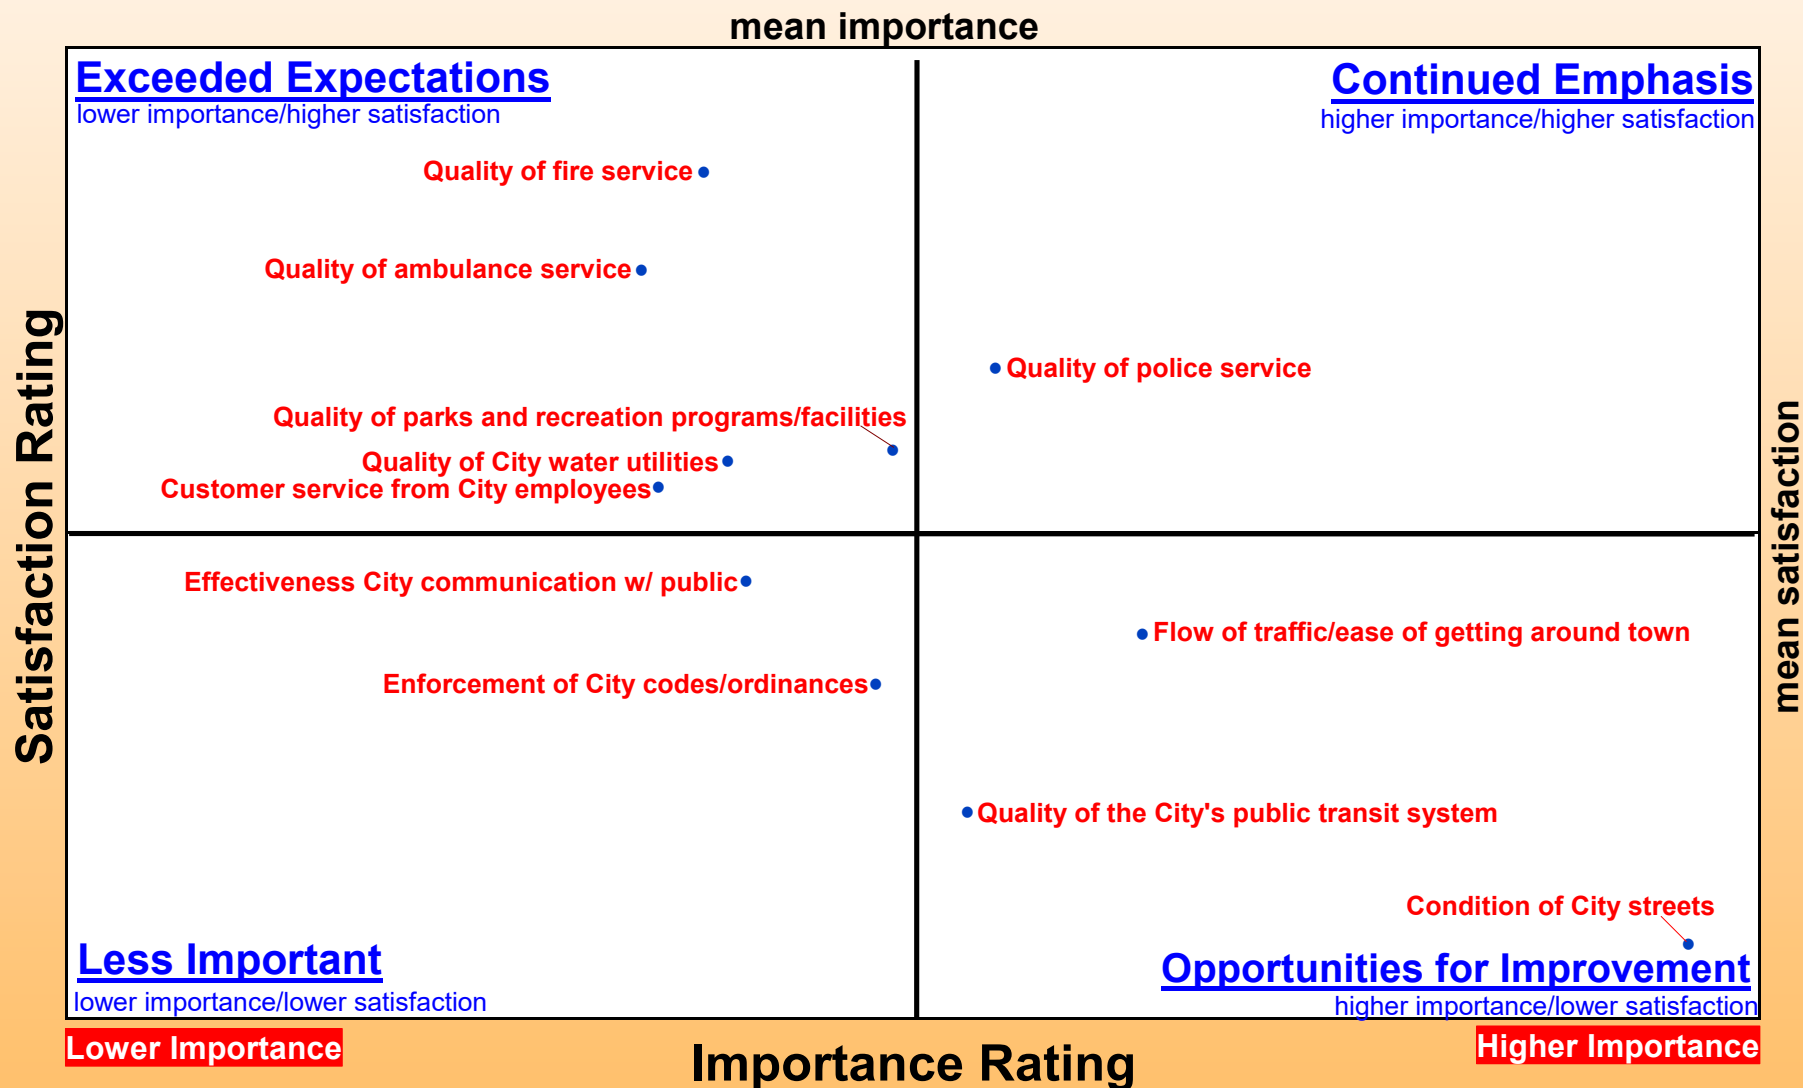 mean importance
Exceeded Expectations
lower importance/higher satisfaction
Continued Emphasis
higher importance/higher satisfaction
Quality of fire service
Quality of ambulance service
Quality of police service
Quality of parks and recreation programs/facilities
Quality of City water utilities
Customer service from City employees
Satisfaction Rating
mean satisfaction
Effectiveness City communication w/ public
Flow of traffic/ease of getting around town
Enforcement of City codes/ordinances
Quality of the City's public transit system
Condition of City streets
Less Important
lower importance/lower satisfaction
Opportunities for Improvement
higher importance/lower satisfaction
Lower Importance
Importance Rating
Higher Importance